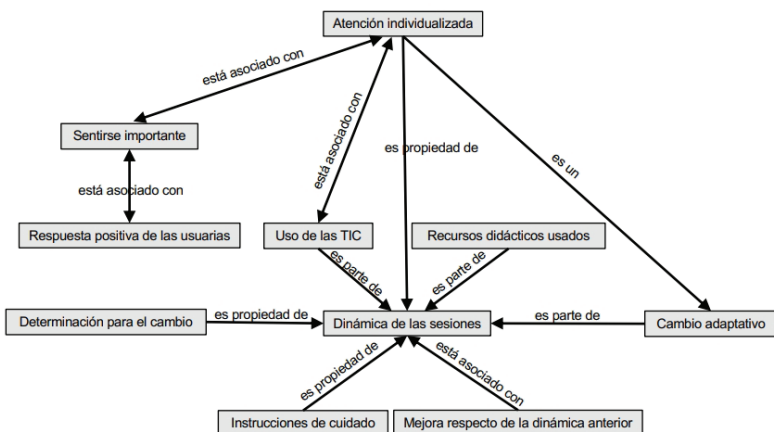 Atención individualizada
está asociado con
Sentirse importante
está asociado con
es propiedad de
es un
está asociado con
Respuesta positiva de las usuarias
Uso de las TIC
Recursos didácticos usados
es parte de
es parte de
Determinación para el cambio
es propiedad de
Dinámica de las sesiones
es parte de
Cambio adaptativo
es propiedad de
está asociado con
Instrucciones de cuidado
Mejora respecto de la dinámica anterior